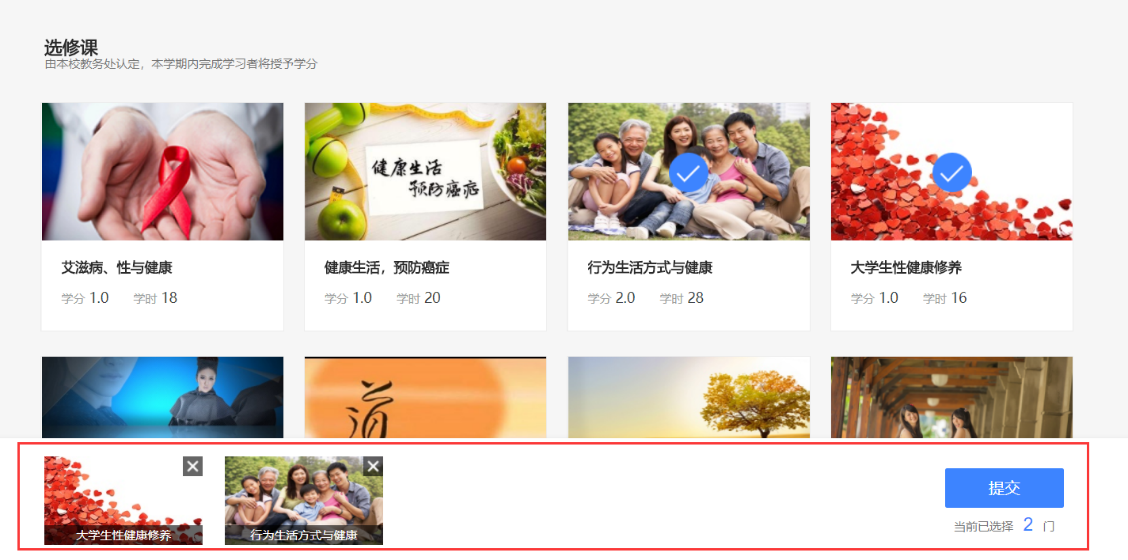 选修课
由本校教务处认定，本学期内完成学习者将授予学分
健康生活
预防癌症
艾滋病、性与健康
学分 1.0 学时 18
健康生活，预防癌症
学分 1.0 学时 20
行为生活方式与健康
学分 2.0 学时 28
大学生性健康修养
学分 1.0 学时 16
道
大学生性健康修养
行为生活方式与健康
提交
当前已选择 2 门